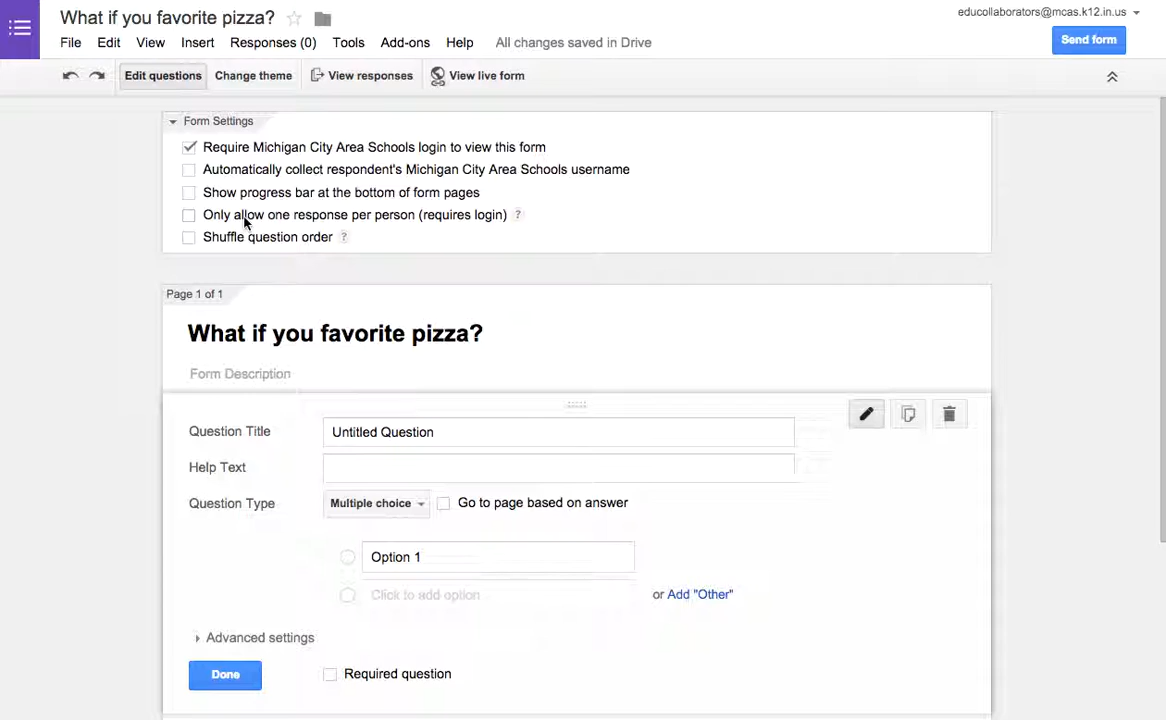 What if you favorite pizza?
educollaborators@mcas.k12.in.us
File Edit View Insert Responses (0) Tools Add-ons Help All changes saved in Drive
Send form
Edit questions Change theme View responses View live form
Form Settings
Require Michigan City Area Schools login to view this form
Automatically collect respondent's Michigan City Area Schools username
Show progress bar at the bottom of form pages
Only allow one response per person (requires login) ?
Shuffle question order ?
Page 1 of 1
What if you favorite pizza?
Form Description
Question Title Untitled Question
Help Text
Question Type Multiple choice Go to page based on answer
Option 1
Click to add option or Add "Other"
Advanced settings
Done Required question